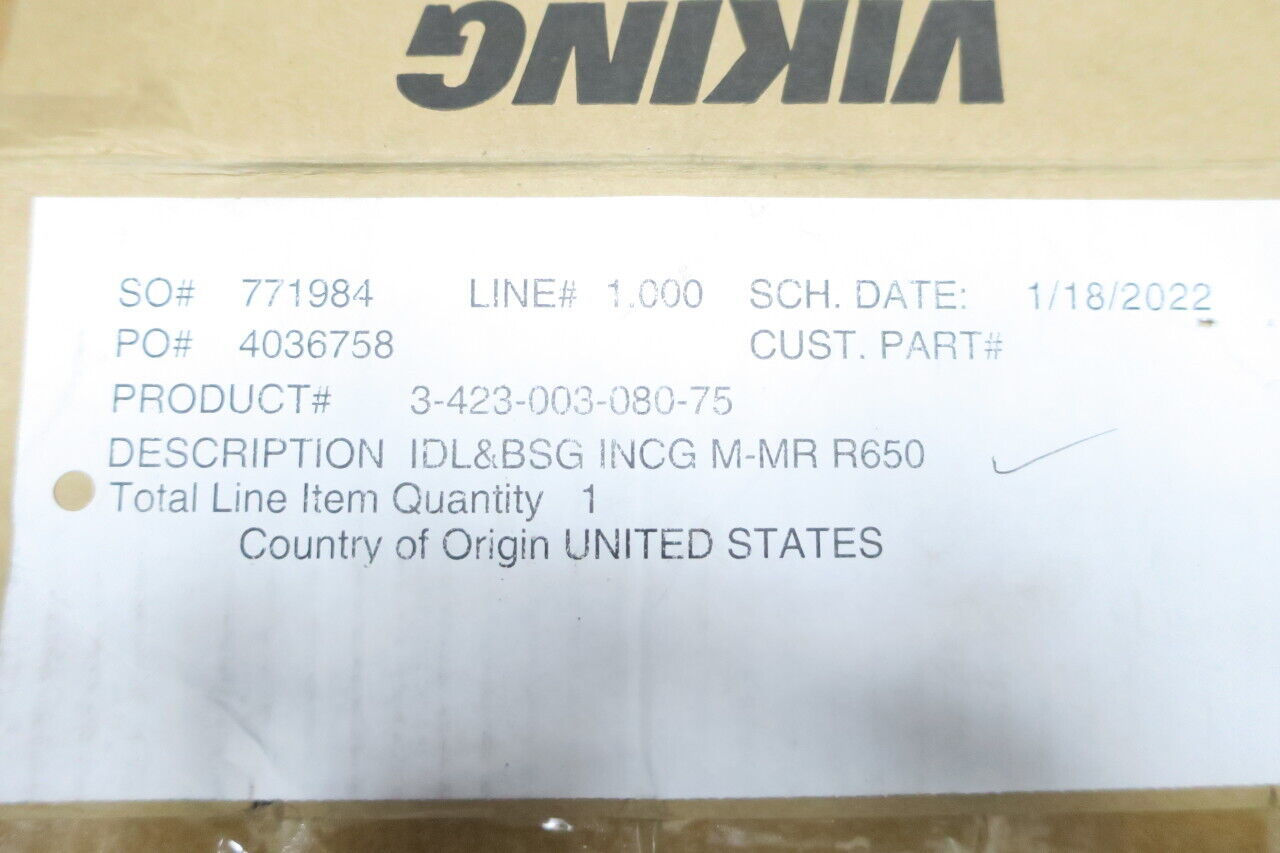 VIKING
SO# 771984 LINE# 1.000 SCH. DATE: 1/18/2022
PO# 4036758 CUST. PART#
PRODUCT# 3-423-003-080-75
DESCRIPTION IDL&BSG INCG M-MR R650
Total Line Item Quantity 1
Country of Origin UNITED STATES